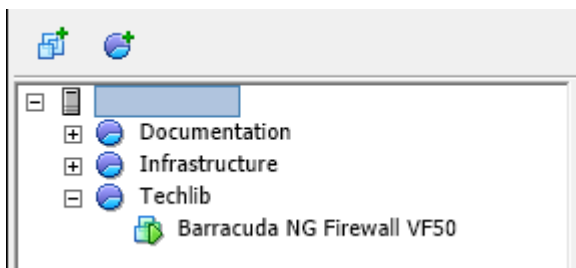 Documentation
Infrastructure
Techlib
Barracuda NG Firewall VF50